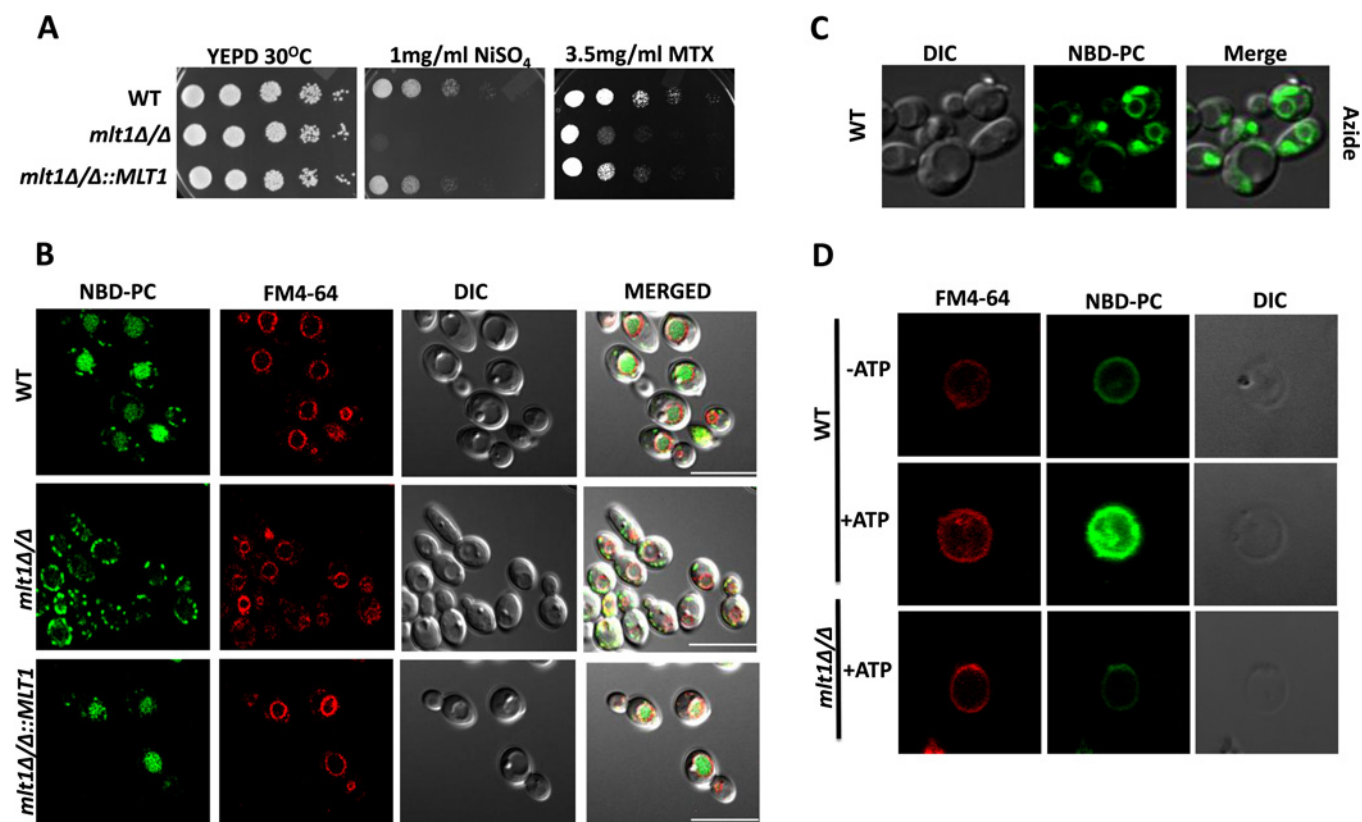 A
YEPD 30⁰C
1mg/ml NiSO₄
3.5mg/ml MTX
WT
mlt1Δ/Δ
mlt1Δ/Δ::MLT1
B
NBD-PC
FM4-64
DIC
MERGED
WT
mlt1Δ/Δ
mlt1Δ/Δ::MLT1
C
DIC
NBD-PC
Merge
WT
Azide
D
FM4-64
NBD-PC
DIC
WT
-ATP
+ATP
mlt1Δ/Δ
+ATP